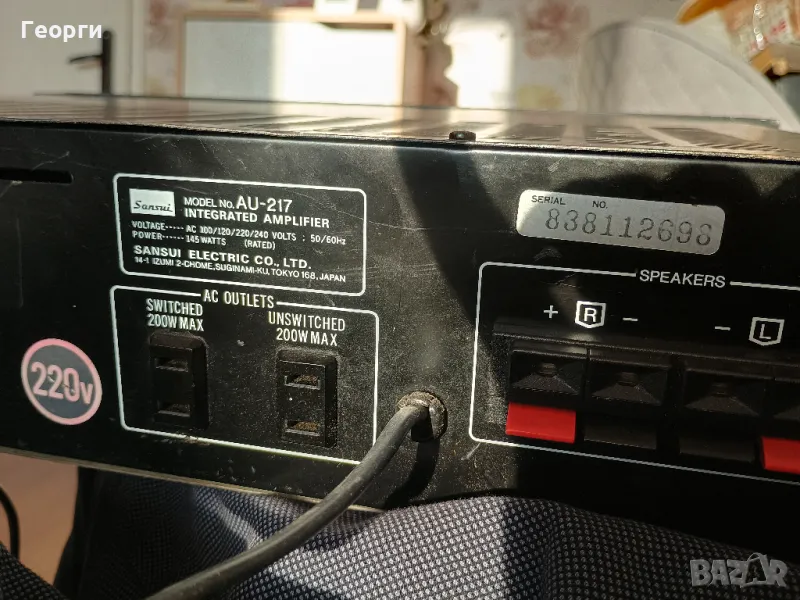 Георги
Sansui
MODEL No. AU-217
INTEGRATED AMPLIFIER
VOLTAGE----- AC 100/120/220/240 VOLTS : 50/60Hz
POWER------ 145 WATTS (RATED)
SANSUI ELECTRIC CO., LTD.
14-1 IZUMI 2-CHOME, SUGINAMI-KU, TOKYO 168, JAPAN
SERIAL NO.
838112698
SPEAKERS
+ R − − L
AC OUTLETS
SWITCHED
200W MAX
UNSWITCHED
200W MAX
220v
BAZAR